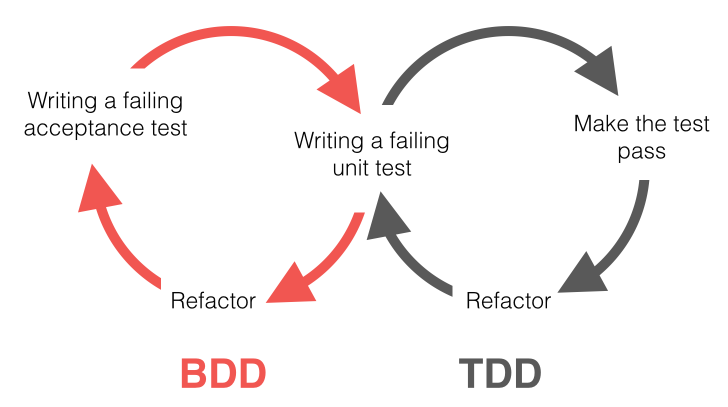 Writing a failing
acceptance test
Writing a failing
unit test
Make the test
pass
Refactor
Refactor
BDD
TDD